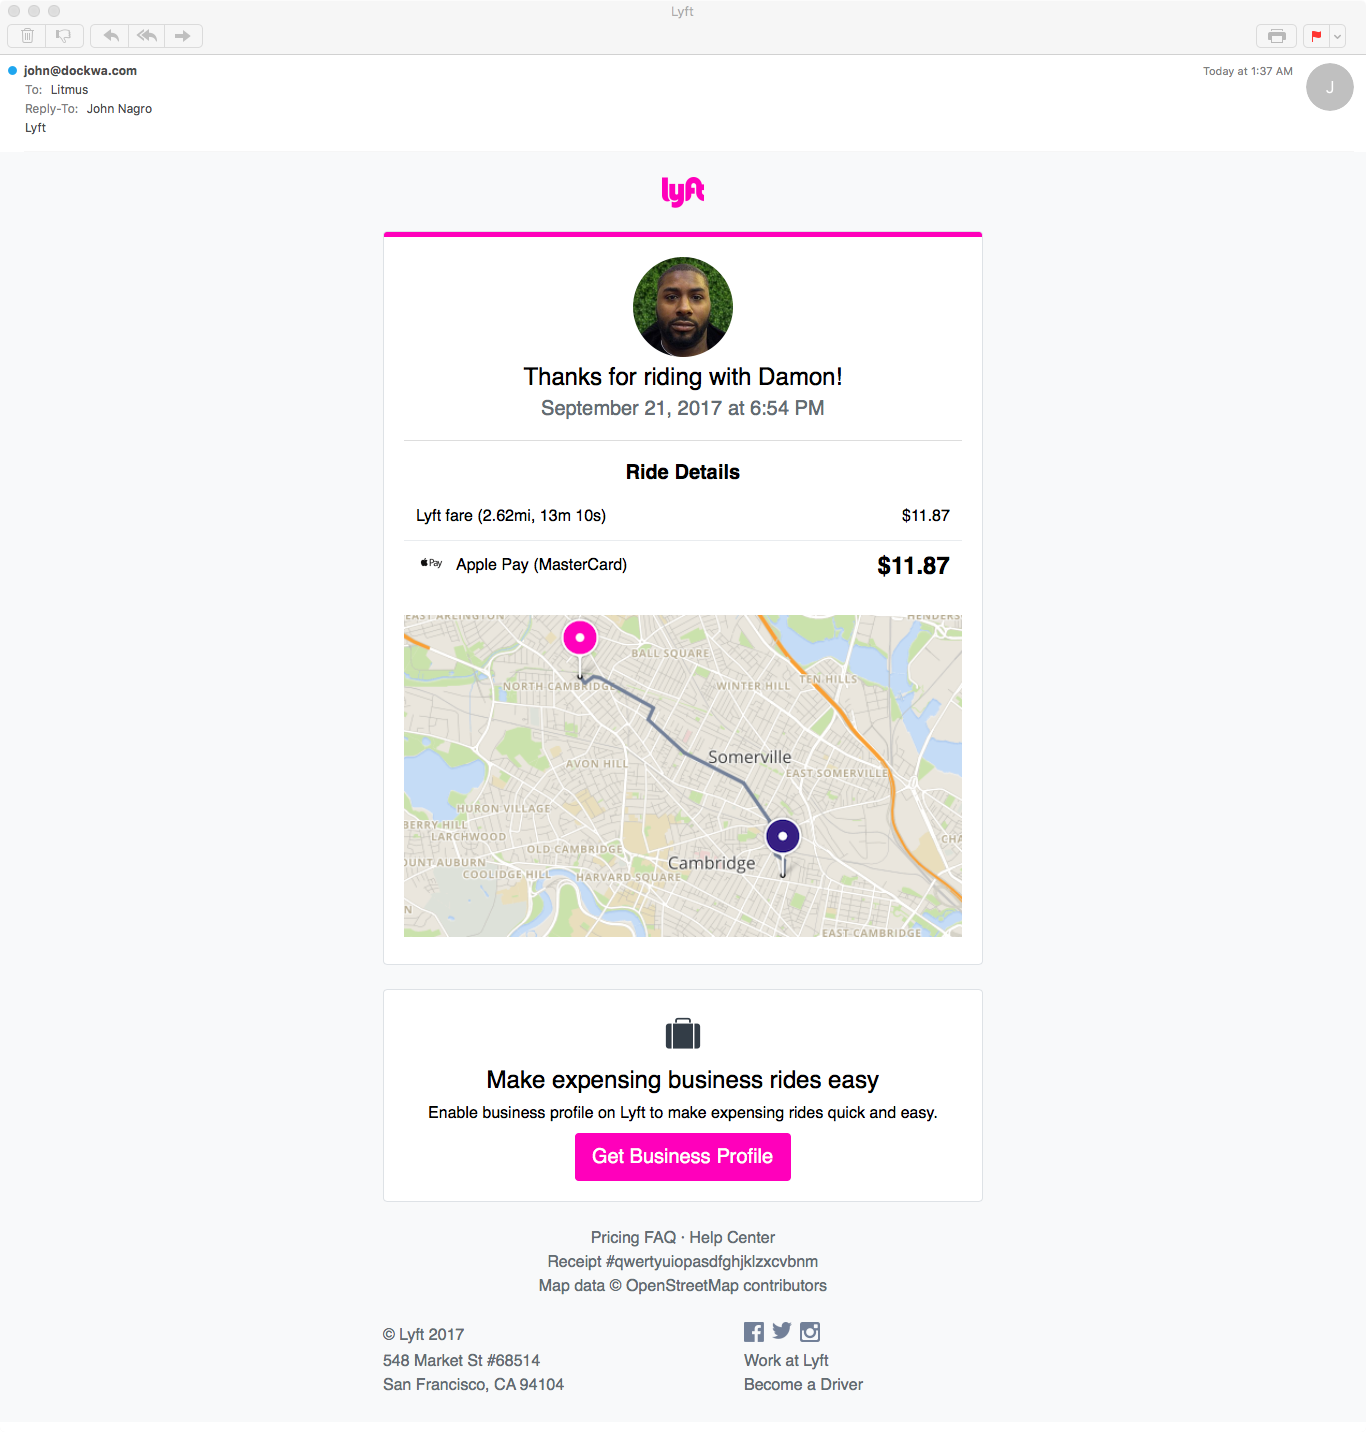 Lyft
john@dockwa.com
Today at 1:37 AM
J
To: Litmus
Reply-To: John Nagro
Lyft
lyft
Thanks for riding with Damon!
September 21, 2017 at 6:54 PM
Ride Details
Lyft fare (2.62mi, 13m 10s) $11.87
Pay Apple Pay (MasterCard) $11.87
EAST ARLINGTON
HENDERS
BALL SQUARE
TEN HILLS
NORTH CAMBRIDGE
WINTER HILL
Somerville
AVON HILL
EAST SOMERVILLE
HURON VILLAGE
BERRY HILL
LARCHWOOD
CHA
OLD CAMBRIDGE
OUNT AUBURN
Cambridge
COOLIDGE HILL
HARVARD SQUARE
N
EAST CAMBRIDGE
Make expensing business rides easy
Enable business profile on Lyft to make expensing rides quick and easy.
Get Business Profile
Pricing FAQ · Help Center
Receipt #qwertyuiopasdfghjklzxcvbnm
Map data © OpenStreetMap contributors
© Lyft 2017
548 Market St #68514
San Francisco, CA 94104
Work at Lyft
Become a Driver